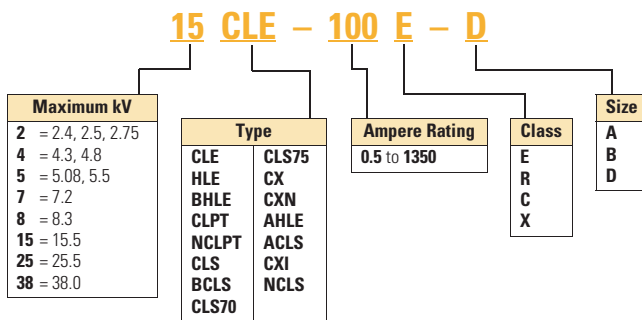 15 CLE – 100 E – D
Maximum kV
2 = 2.4, 2.5, 2.75
4 = 4.3, 4.8
5 = 5.08, 5.5
7 = 7.2
8 = 8.3
15 = 15.5
25 = 25.5
38 = 38.0
Type
CLE CLS75
HLE CX
BHLE CXN
CLPT AHLE
NCLPT ACLS
CLS CXI
BCLS NCLS
CLS70
Ampere Rating
0.5 to 1350
Class
E
R
C
X
Size
A
B
D